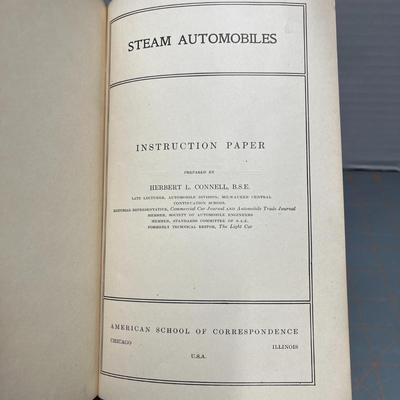 STEAM AUTOMOBILES
INSTRUCTION PAPER
PREPARED BY
HERBERT L. CONNELL, B.S.E.
LATE LECTURER, AUTOMOBILE DIVISION, MILWAUKEE CENTRAL
CONTINUATION SCHOOL
EDITORIAL REPRESENTATIVE, Commercial Car Journal AND Automobile Trade Journal
MEMBER, SOCIETY OF AUTOMOBILE ENGINEERS
MEMBER, STANDARDS COMMITTEE OF S.A.E.
FORMERLY TECHNICAL EDITOR, The Light Car
AMERICAN SCHOOL OF CORRESPONDENCE
CHICAGO ILLINOIS
U.S.A.